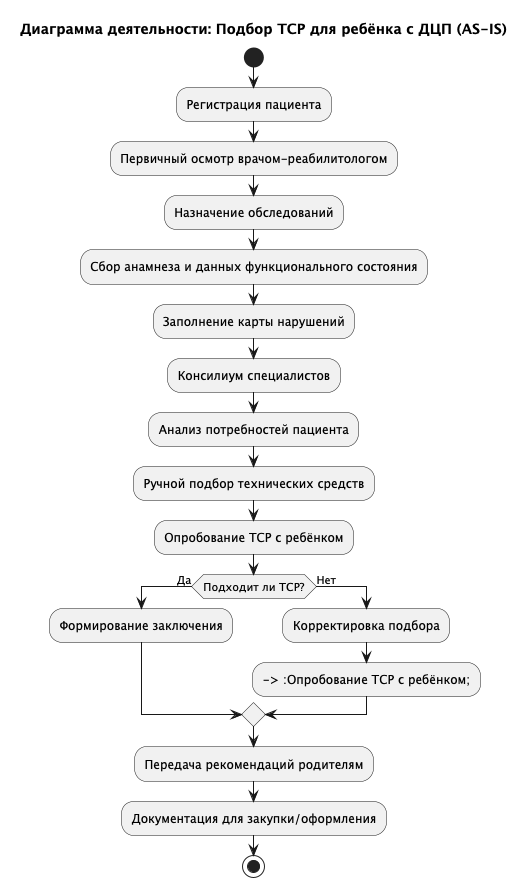 Диаграмма деятельности: Подбор ТСР для ребёнка с ДЦП (AS-IS)
Регистрация пациента
Первичный осмотр врачом-реабилитологом
Назначение обследований
Сбор анамнеза и данных функционального состояния
Заполнение карты нарушений
Консилиум специалистов
Анализ потребностей пациента
Ручной подбор технических средств
Опробование ТСР с ребёнком
Подходит ли ТСР?
Да
Нет
Формирование заключения
Корректировка подбора
-> :Опробование ТСР с ребёнком;
Передача рекомендаций родителям
Документация для закупки/оформления